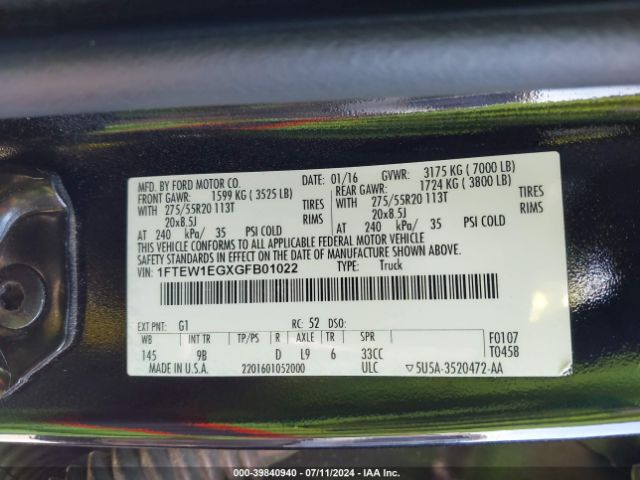 MFD. BY FORD MOTOR CO. DATE: 01/16 GVWR: 3175 KG ( 7000 LB)
FRONT GAWR: 1599 KG ( 3525 LB) REAR GAWR: 1724 KG ( 3800 LB)
WITH 275/55R20 113T TIRES WITH 275/55R20 113T TIRES
20x8.5J RIMS 20x8.5J RIMS
AT 240 kPa/ 35 PSI COLD AT 240 kPa/ 35 PSI COLD
THIS VEHICLE CONFORMS TO ALL APPLICABLE FEDERAL MOTOR VEHICLE
SAFETY STANDARDS IN EFFECT ON THE DATE OF MANUFACTURE SHOWN ABOVE.
VIN: 1FTEW1EGXGFB01022 TYPE: Truck
EXT PNT: G1 RC: 52 DSO:
WB INT TR TP/PS R AXLE TR SPR F0107
145 9B D L9 6 33CC T0458
MADE IN U.S.A. 2201601052000 ULC ▽5U5A-3520472-AA
000-39840940 - 07/11/2024 - IAA Inc.